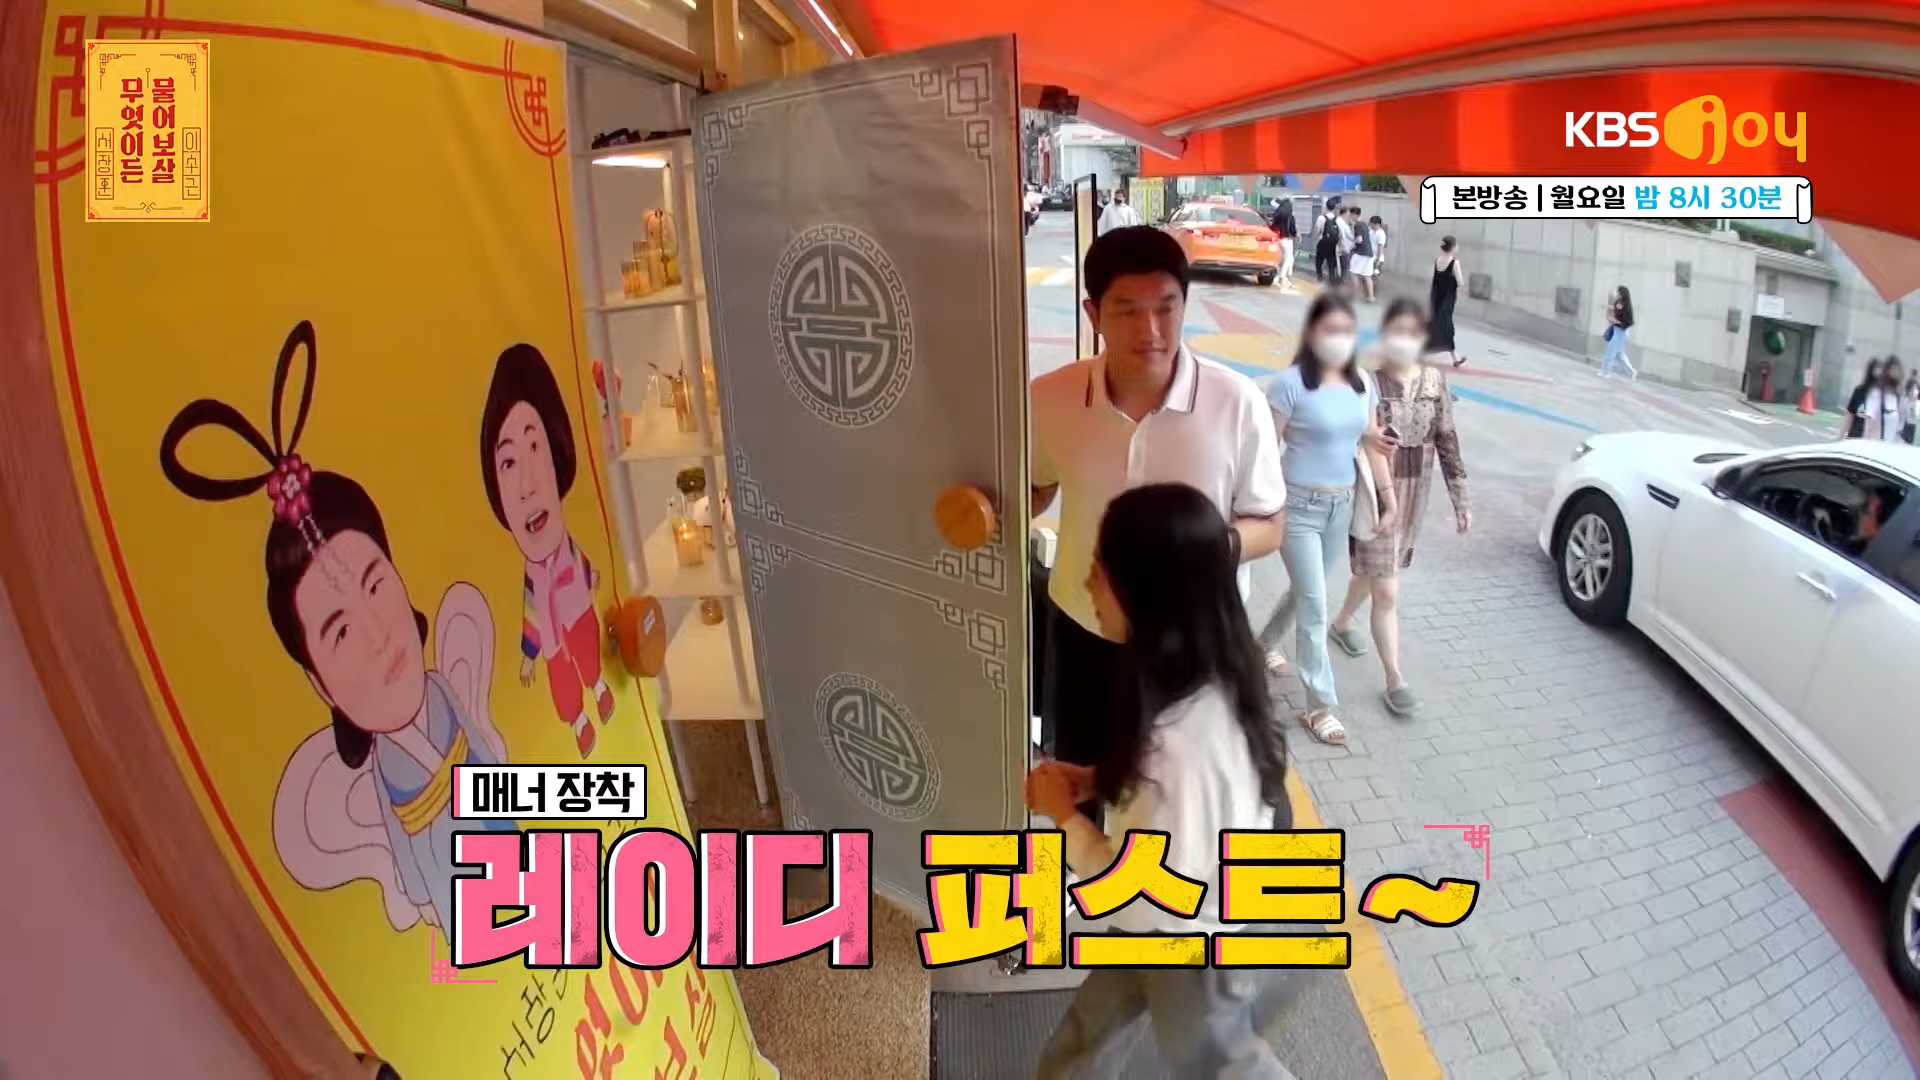 무엇이든
물어보살
서장훈
이수근
KBS joy
본방송 | 월요일 밤 8시 30분
매너 장착
레이디 퍼스트~